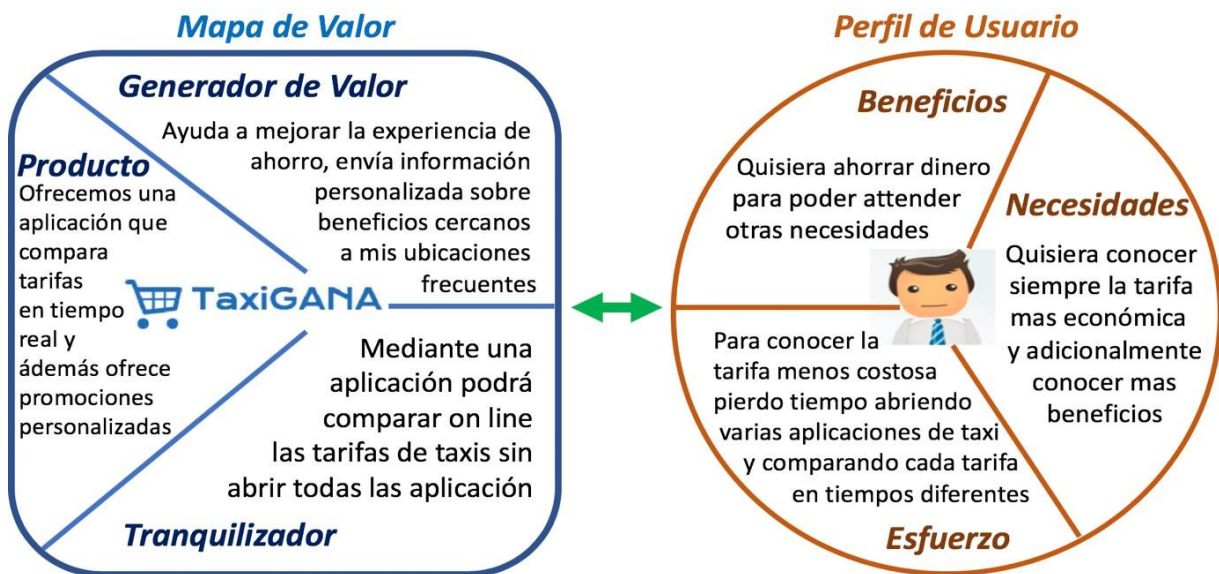 Mapa de Valor
Generador de Valor
Ayuda a mejorar la experiencia de
ahorro, envía información
personalizada sobre
beneficios cercanos
a mis ubicaciones
frecuentes
Producto
Ofrecemos una
aplicación que
compara
tarifas
en tiempo
real y
ádemás ofrece
promociones
personalizadas
TaxiGANA
Mediante una
aplicación podrá
comparar on line
las tarifas de taxis sin
abrir todas las aplicación
Tranquilizador
Perfil de Usuario
Beneficios
Quisiera ahorrar dinero
para poder attender
otras necesidades
Necesidades
Quisiera conocer
siempre la tarifa
mas económica
y adicionalmente
conocer mas
beneficios
Para conocer la
tarifa menos costosa
pierdo tiempo abriendo
varias aplicaciones de taxi
y comparando cada tarifa
en tiempos diferentes
Esfuerzo